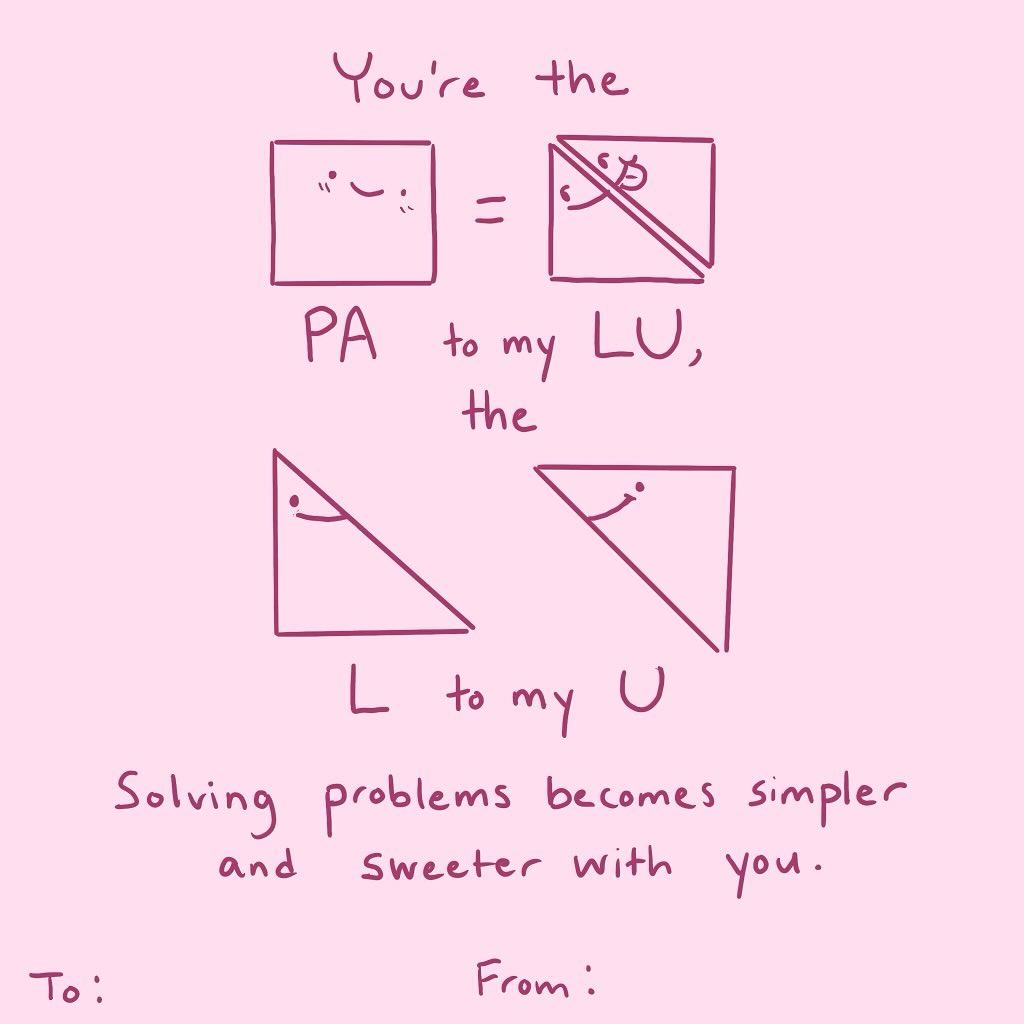 You're the
=
PA to my LU,
the
L to my U
Solving problems becomes simpler
and sweeter with you.
To: From: